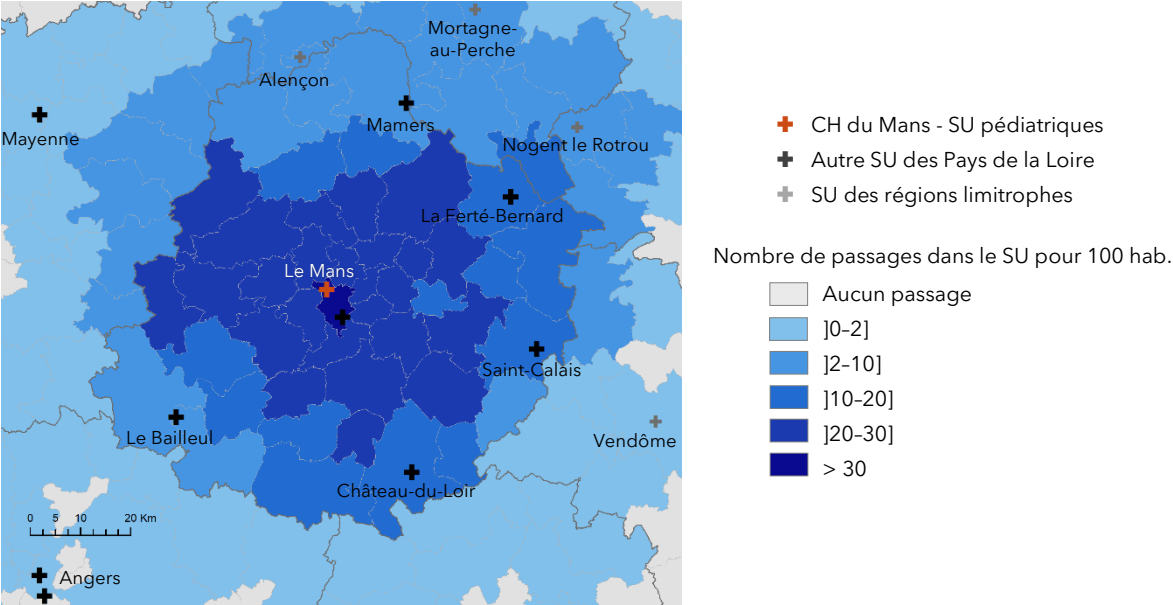 Mortagne-
au-Perche
Alençon
Mayenne
Mamers
Nogent le Rotrou
La Ferté-Bernard
Le Mans
Saint-Calais
Le Bailleul
Vendôme
Château-du-Loir
0 5 10 20 Km
Angers
CH du Mans - SU pédiatriques
Autre SU des Pays de la Loire
SU des régions limitrophes
Nombre de passages dans le SU pour 100 hab.
Aucun passage
]0–2]
]2–10]
]10–20]
]20–30]
> 30